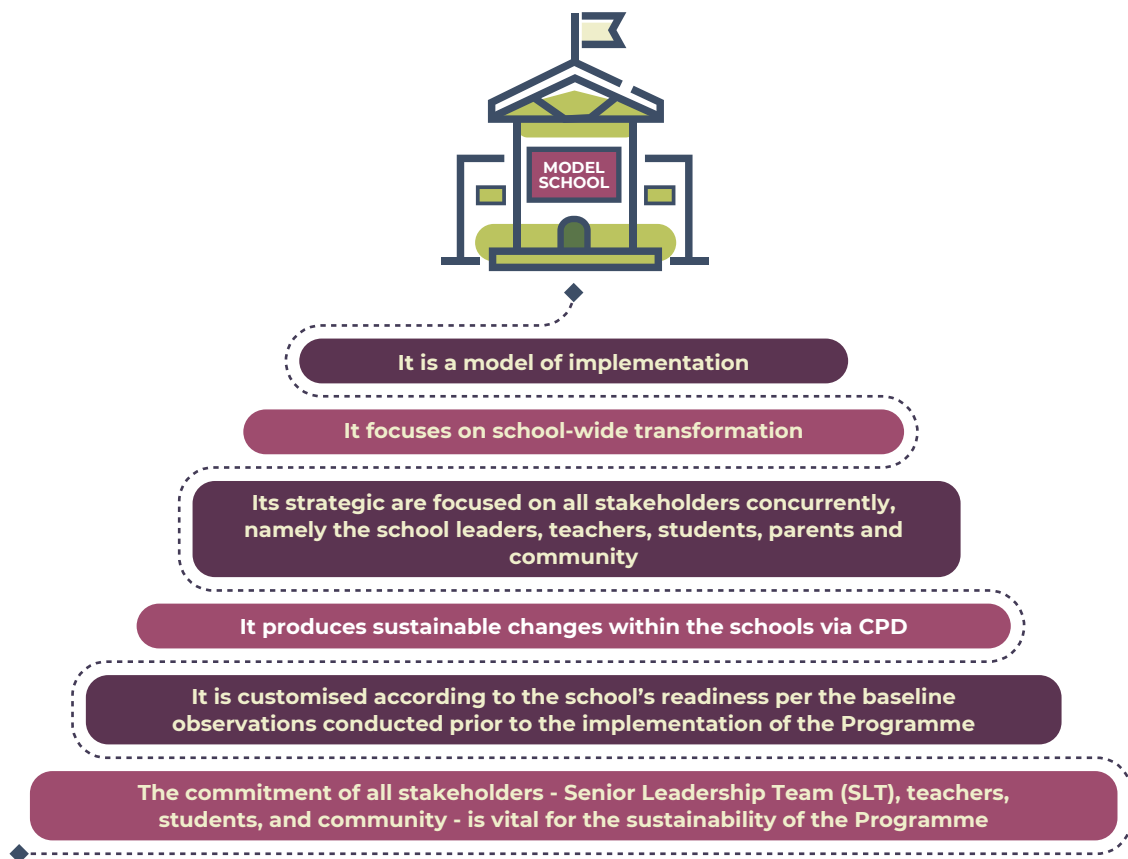 MODEL
SCHOOL
It is a model of implementation
It focuses on school-wide transformation
Its strategic are focused on all stakeholders concurrently,
namely the school leaders, teachers, students, parents and
community
It produces sustainable changes within the schools via CPD
It is customised according to the school’s readiness per the baseline
observations conducted prior to the implementation of the Programme
The commitment of all stakeholders - Senior Leadership Team (SLT), teachers,
students, and community - is vital for the sustainability of the Programme